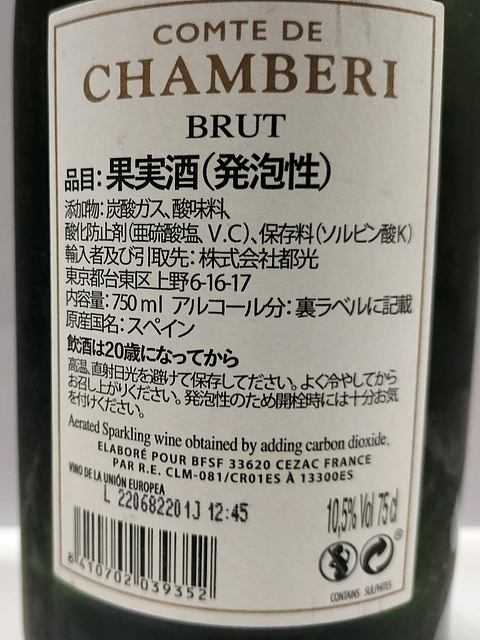 COMTE DE
CHAMBERI
BRUT
品目：果実酒（発泡性）
添加物：炭酸ガス、酸味料、
酸化防止剤（亜硫酸塩、V.C）、保存料（ソルビン酸K）
輸入者及び引取先：株式会社都光
東京都台東区上野6-16-17
内容量：750ml アルコール分：裏ラベルに記載
原産国名：スペイン
飲酒は20歳になってから
高温、直射日光を避けて保存してださい。よく冷やしてから
お召し上がりください。発泡性のため開栓時には十分お気
を付けください。
Aerated Sparkling wine obtained by adding carbon dioxide.
ELABORÉ POUR BFSF 33620 CEZAC FRANCE
PAR R.E. CLM-081/CR01ES À 13300ES
VINO DE LA UNIÓN EUROPEA
L 220682201J 12:45
10,5% Vol 75 cl
8 410702 039352
CONTAINS SULPHITES